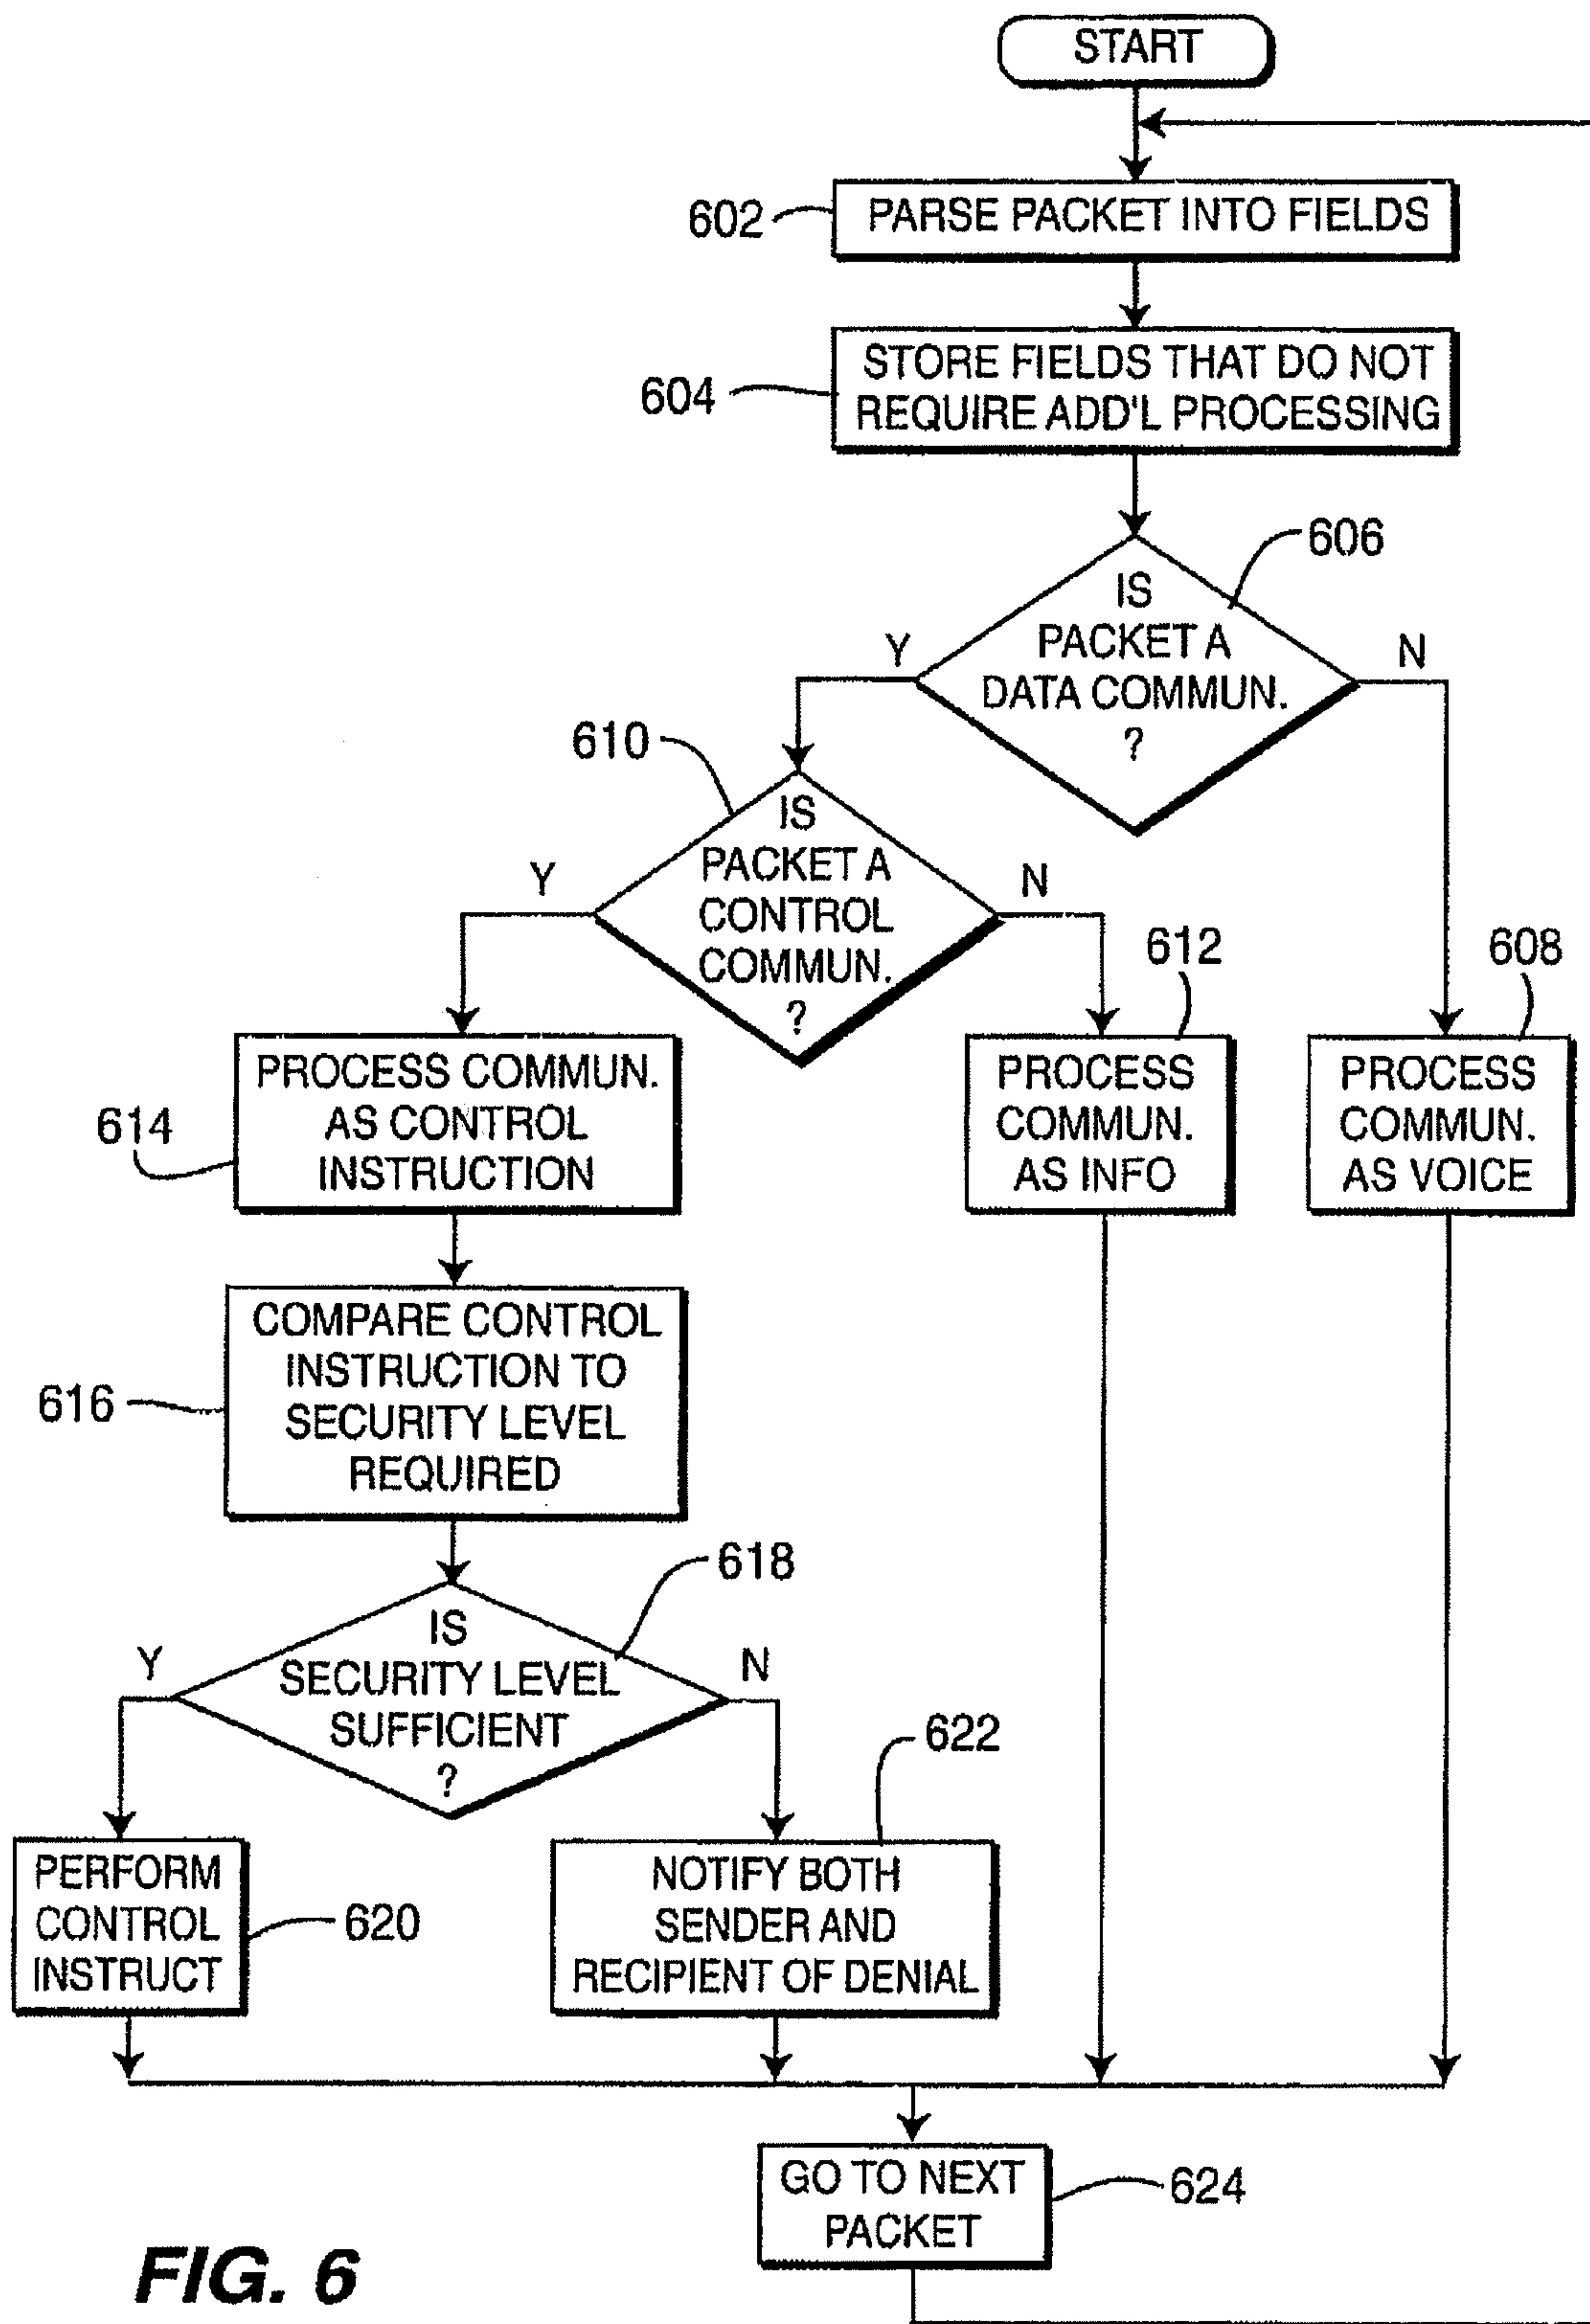 START
602
PARSE PACKET INTO FIELDS
604
STORE FIELDS THAT DO NOT
REQUIRE ADD'L PROCESSING
606
IS
PACKET A
DATA COMMUN.
?
Y
N
610
IS
PACKET A
CONTROL
COMMUN.
?
Y
N
612
608
614
PROCESS COMMUN.
AS CONTROL
INSTRUCTION
PROCESS
COMMUN.
AS INFO
PROCESS
COMMUN.
AS VOICE
616
COMPARE CONTROL
INSTRUCTION TO
SECURITY LEVEL
REQUIRED
618
IS
SECURITY LEVEL
SUFFICIENT
?
Y
N
622
PERFORM
CONTROL
INSTRUCT
620
NOTIFY BOTH
SENDER AND
RECIPIENT OF DENIAL
GO TO NEXT
PACKET
624
FIG. 6